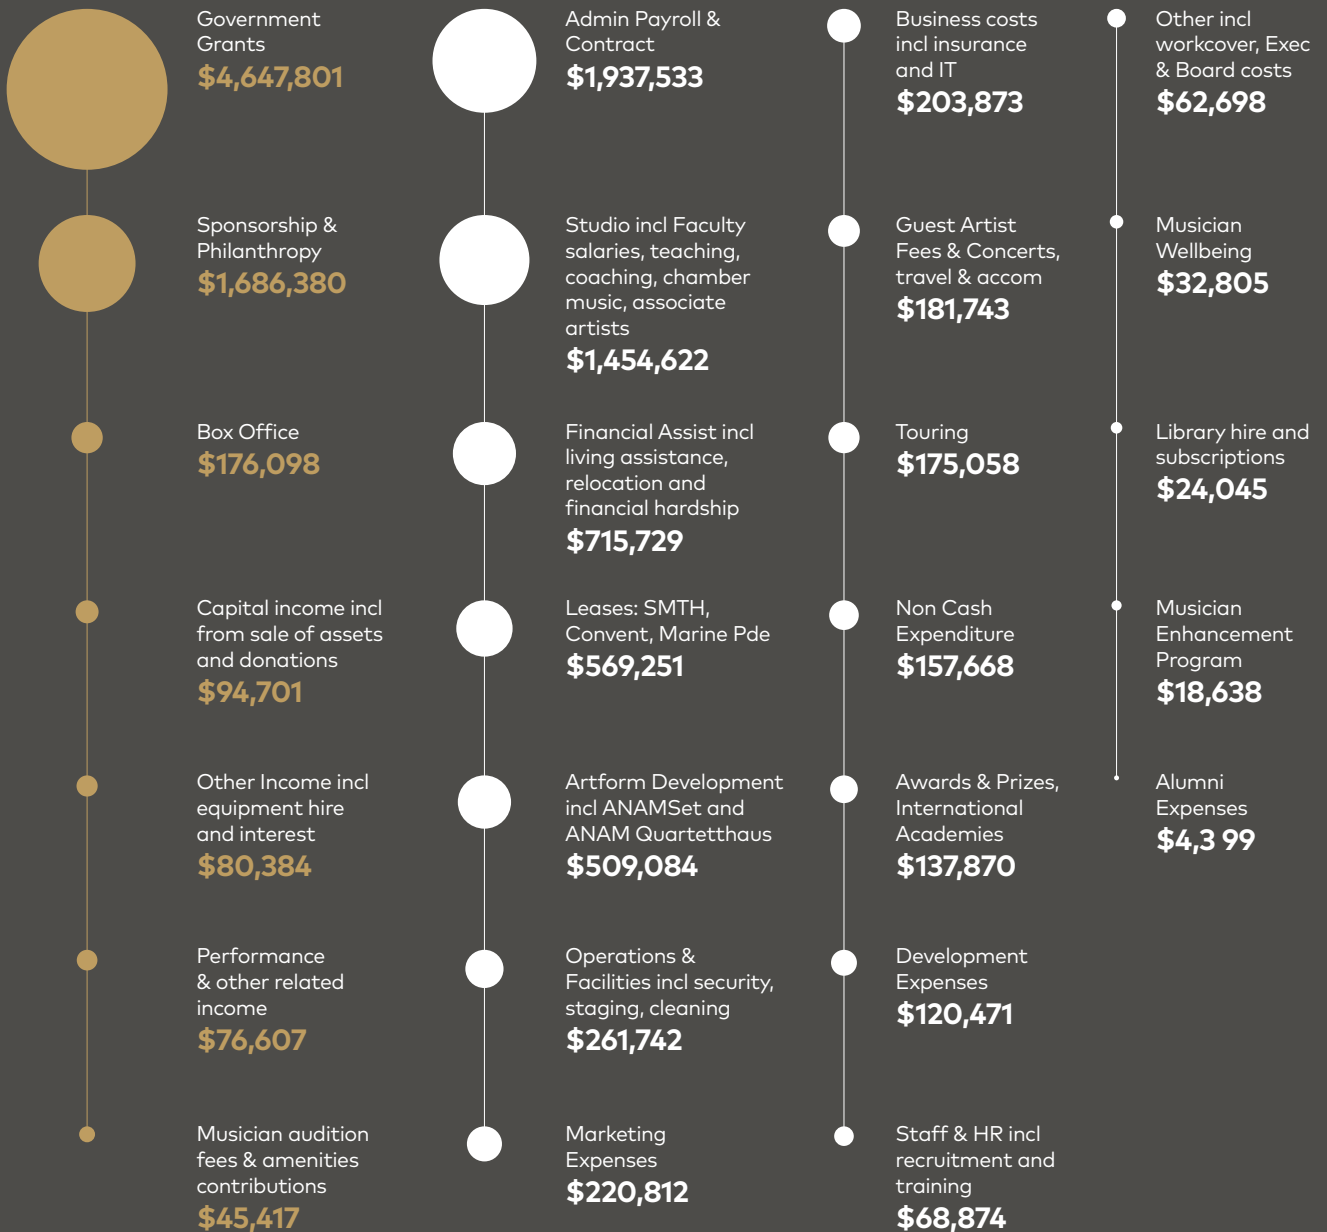 Government
Grants
$4,647,801
Sponsorship &
Philanthropy
$1,686,380
Box Office
$176,098
Capital income incl
from sale of assets
and donations
$94,701
Other Income incl
equipment hire
and interest
$80,384
Performance
& other related
income
$76,607
Musician audition
fees & amenities
contributions
$45,417
Admin Payroll &
Contract
$1,937,533
Studio incl Faculty
salaries, teaching,
coaching, chamber
music, associate
artists
$1,454,622
Financial Assist incl
living assistance,
relocation and
financial hardship
$715,729
Leases: SMTH,
Convent, Marine Pde
$569,251
Artform Development
incl ANAMSet and
ANAM Quartetthaus
$509,084
Operations &
Facilities incl security,
staging, cleaning
$261,742
Marketing
Expenses
$220,812
Business costs
incl insurance
and IT
$203,873
Guest Artist
Fees & Concerts,
travel & accom
$181,743
Touring
$175,058
Non Cash
Expenditure
$157,668
Awards & Prizes,
International
Academies
$137,870
Development
Expenses
$120,471
Staff & HR incl
recruitment and
training
$68,874
Other incl
workcover, Exec
& Board costs
$62,698
Musician
Wellbeing
$32,805
Library hire and
subscriptions
$24,045
Musician
Enhancement
Program
$18,638
Alumni
Expenses
$4,3 99